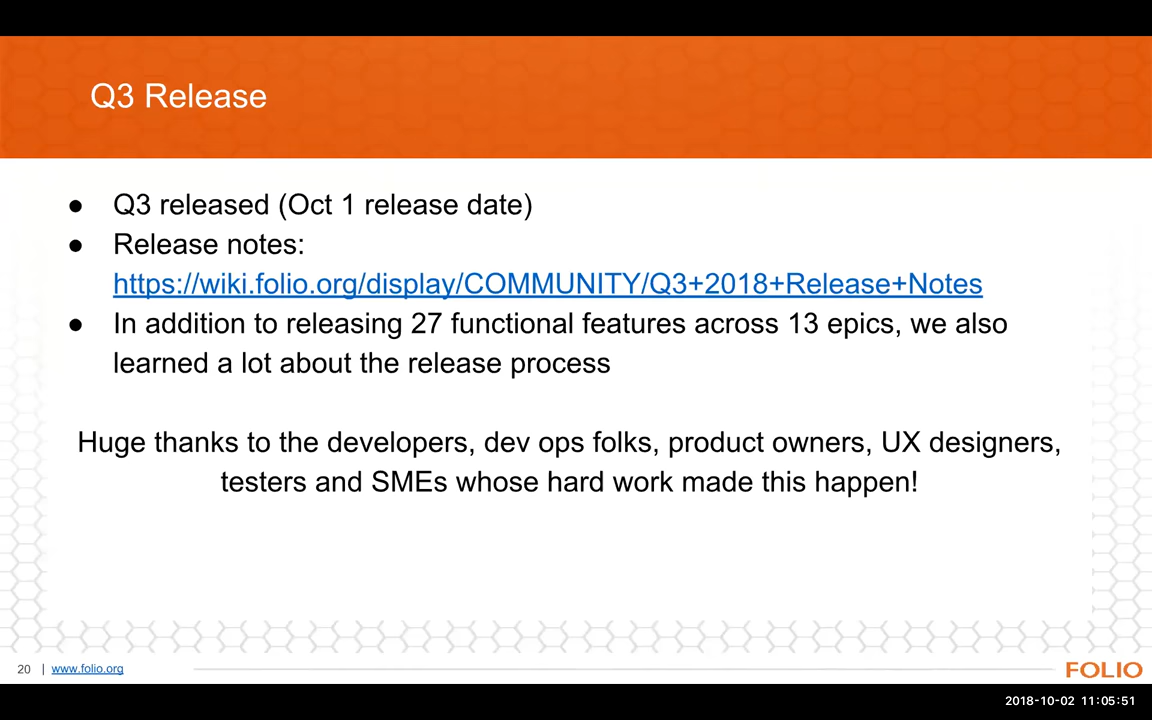 Q3 Release
● Q3 released (Oct 1 release date)
● Release notes:
https://wiki.folio.org/display/COMMUNITY/Q3+2018+Release+Notes
● In addition to releasing 27 functional features across 13 epics, we also
learned a lot about the release process
Huge thanks to the developers, dev ops folks, product owners, UX designers,
testers and SMEs whose hard work made this happen!
20 | www.folio.org
FOLIO
2018-10-02 11:05:51